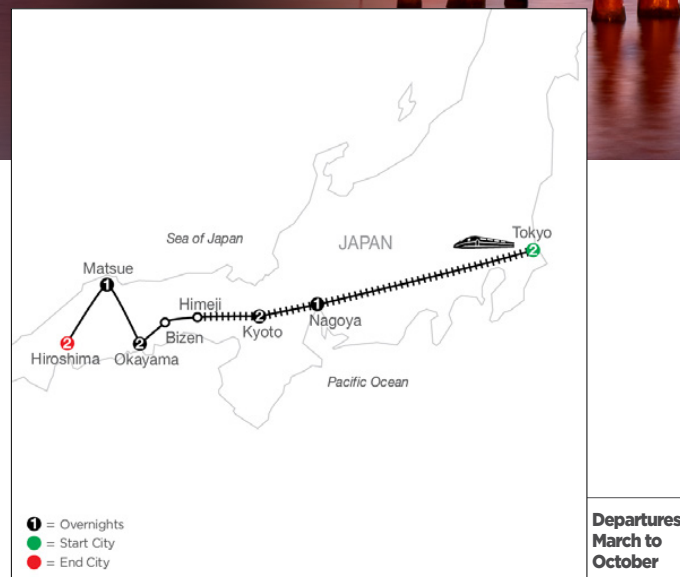 Tokyo
2
Sea of Japan
JAPAN
Matsue
1
Himeji
1
2
Nagoya
Kyoto
Bizen
2
2
Hiroshima
Okayama
Pacific Ocean
1 = Overnights
= Start City
= End City
Departures
March to
October